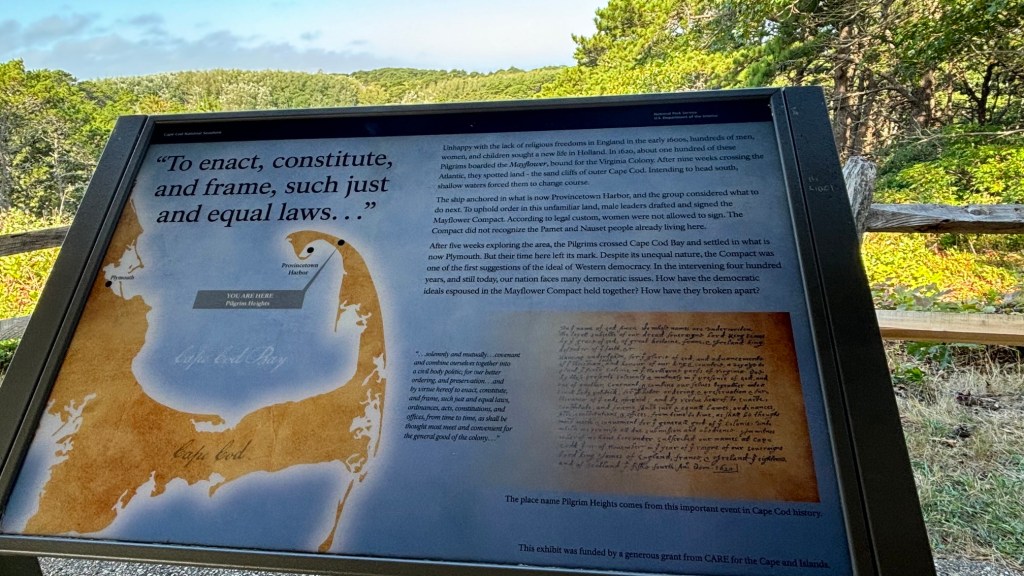 Cape Cod National Seashore
National Park Service
U.S. Department of the Interior
“To enact, constitute,
and frame, such just
and equal laws…”
Unhappy with the lack of religious freedoms in England in the early 1600s, hundreds of men,
women, and children sought a new life in Holland. In 1620, about one hundred of these
Pilgrims boarded the Mayflower, bound for the Virginia Colony. After nine weeks crossing the
Atlantic, they spotted land - the sand cliffs of outer Cape Cod. Intending to head south,
shallow waters forced them to change course.
The ship anchored in what is now Provincetown Harbor, and the group considered what to
do next. To uphold order in this unfamiliar land, male leaders drafted and signed the
Mayflower Compact. According to legal custom, women were not allowed to sign. The
Compact did not recognize the Pamet and Nauset people already living here.
After five weeks exploring the area, the Pilgrims crossed Cape Cod Bay and settled in what is
now Plymouth. But their time here left its mark. Despite its unequal nature, the Compact was
one of the first suggestions of the ideal of Western democracy. In the intervening four hundred
years, and still today, our nation faces many democratic issues. How have the democratic
ideals espoused in the Mayflower Compact held together? How have they broken apart?
Plymouth
Provincetown
Harbor
YOU ARE HERE
Pilgrim Heights
Cape Cod Bay
Cape Cod
“…solemnly and mutually…covenant
and combine ourselves together into
a civil body politic; for our better
ordering, and preservation…and
by virtue hereof to enact, constitute,
and frame, such just and equal laws,
ordinances, acts, constitutions, and
offices, from time to time, as shall be
thought most meet and convenient for
the general good of the colony…”
The place name Pilgrim Heights comes from this important event in Cape Cod history.
This exhibit was funded by a generous grant from CARE for the Cape and Islands.